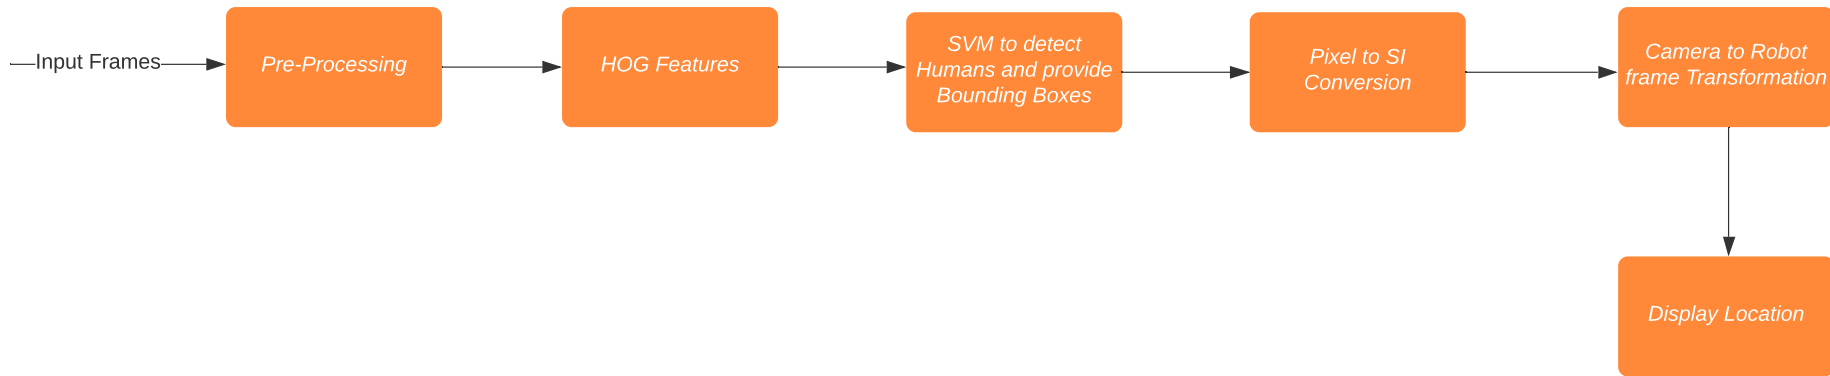 Input Frames
Pre-Processing
HOG Features
SVM to detect
Humans and provide
Bounding Boxes
Pixel to SI
Conversion
Camera to Robot
frame Transformation
Display Location